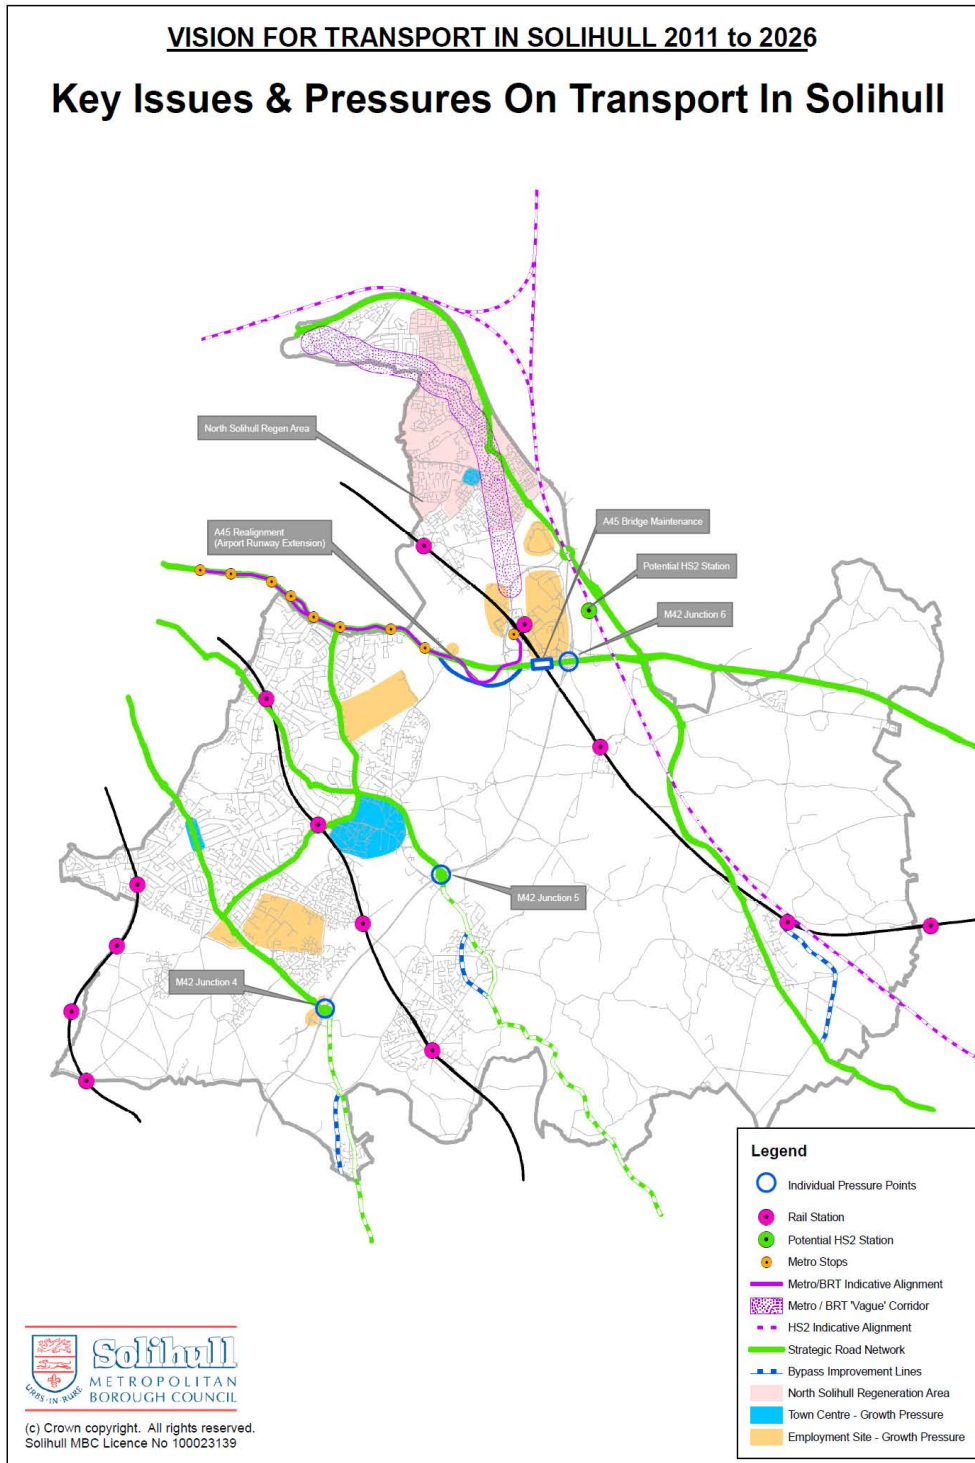 VISION FOR TRANSPORT IN SOLIHULL 2011 to 2026
Key Issues & Pressures On Transport In Solihull
North Solihull Regen Area
A45 Realignment
(Airport Runway Extension)
A45 Bridge Maintenance
Potential HS2 Station
M42 Junction 6
M42 Junction 5
M42 Junction 4
Legend
Individual Pressure Points
Rail Station
Potential HS2 Station
Metro Stops
Metro/BRT Indicative Alignment
Metro / BRT 'Vague' Corridor
HS2 Indicative Alignment
Strategic Road Network
Bypass Improvement Lines
North Solihull Regeneration Area
Town Centre - Growth Pressure
Employment Site - Growth Pressure
URBS-IN-RURE
Solihull
METROPOLITAN
BOROUGH COUNCIL
(c) Crown copyright. All rights reserved.
Solihull MBC Licence No 100023139